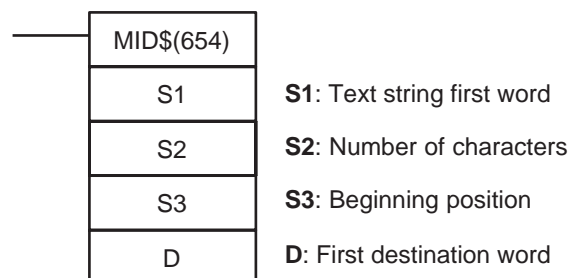 MID$(654)
S1 S1: Text string first word
S2 S2: Number of characters
S3 S3: Beginning position
D D: First destination word